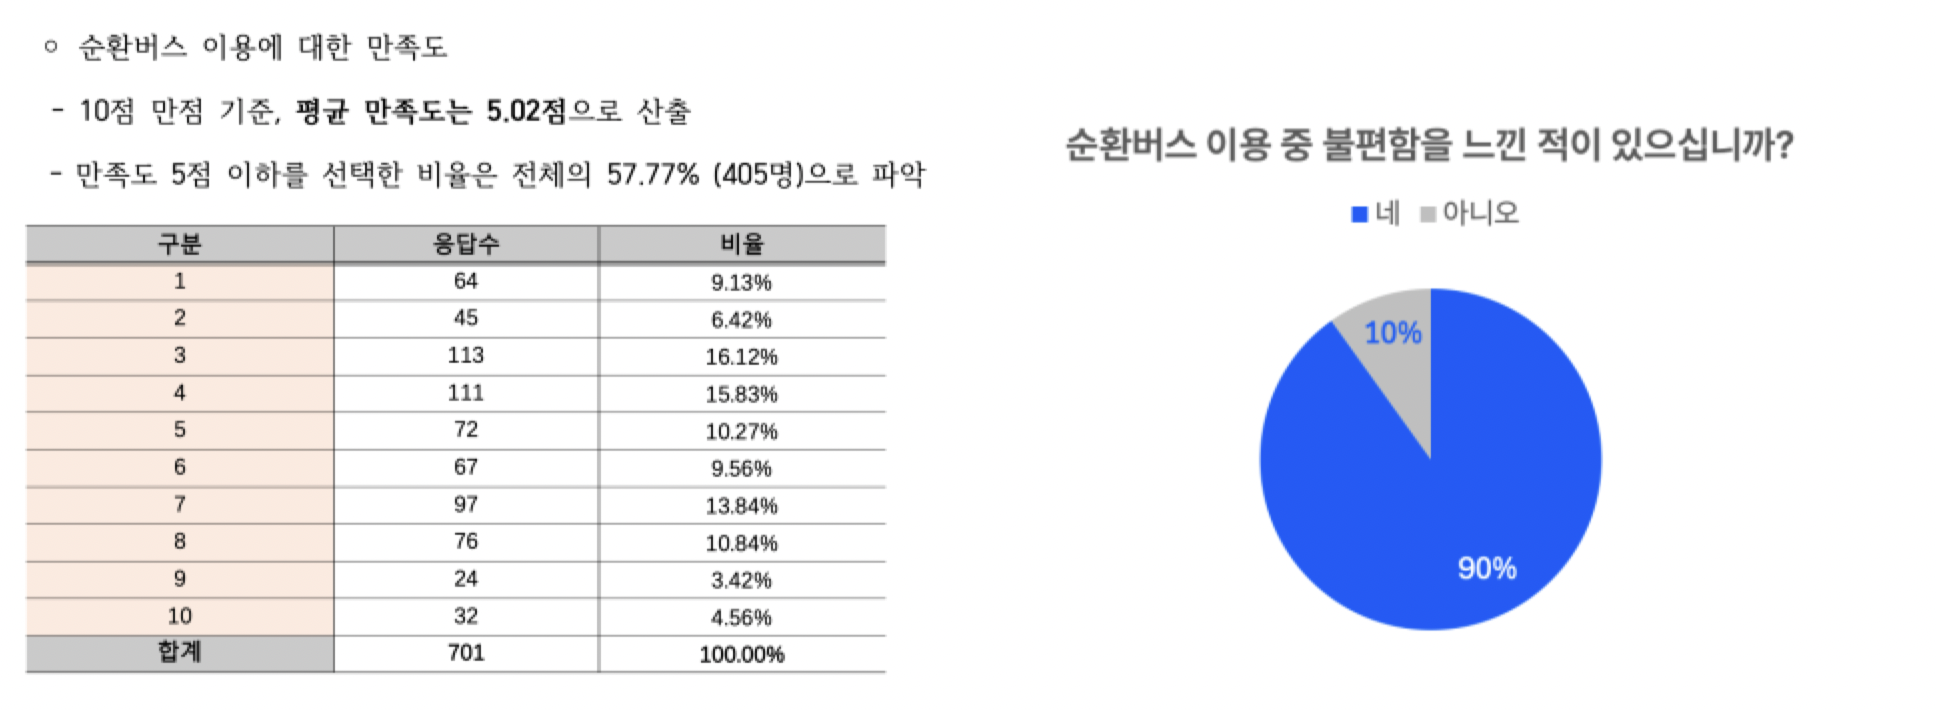 ○ 순환버스 이용에 대한 만족도
- 10점 만점 기준, 평균 만족도는 5.02점으로 산출
- 만족도 5점 이하를 선택한 비율은 전체의 57.77% (405명)으로 파악
구분 응답수 비율
1 64 9.13%
2 45 6.42%
3 113 16.12%
4 111 15.83%
5 72 10.27%
6 67 9.56%
7 97 13.84%
8 76 10.84%
9 24 3.42%
10 32 4.56%
합계 701 100.00%
순환버스 이용 중 불편함을 느낀 적이 있으십니까?
네 아니오
10%
90%